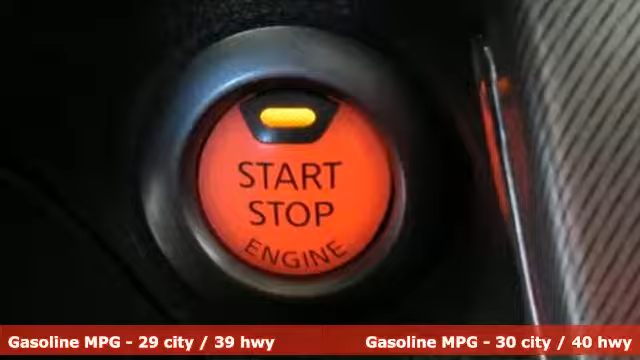 START
STOP
ENGINE
Gasoline MPG - 29 city / 39 hwy
Gasoline MPG - 30 city / 40 hwy